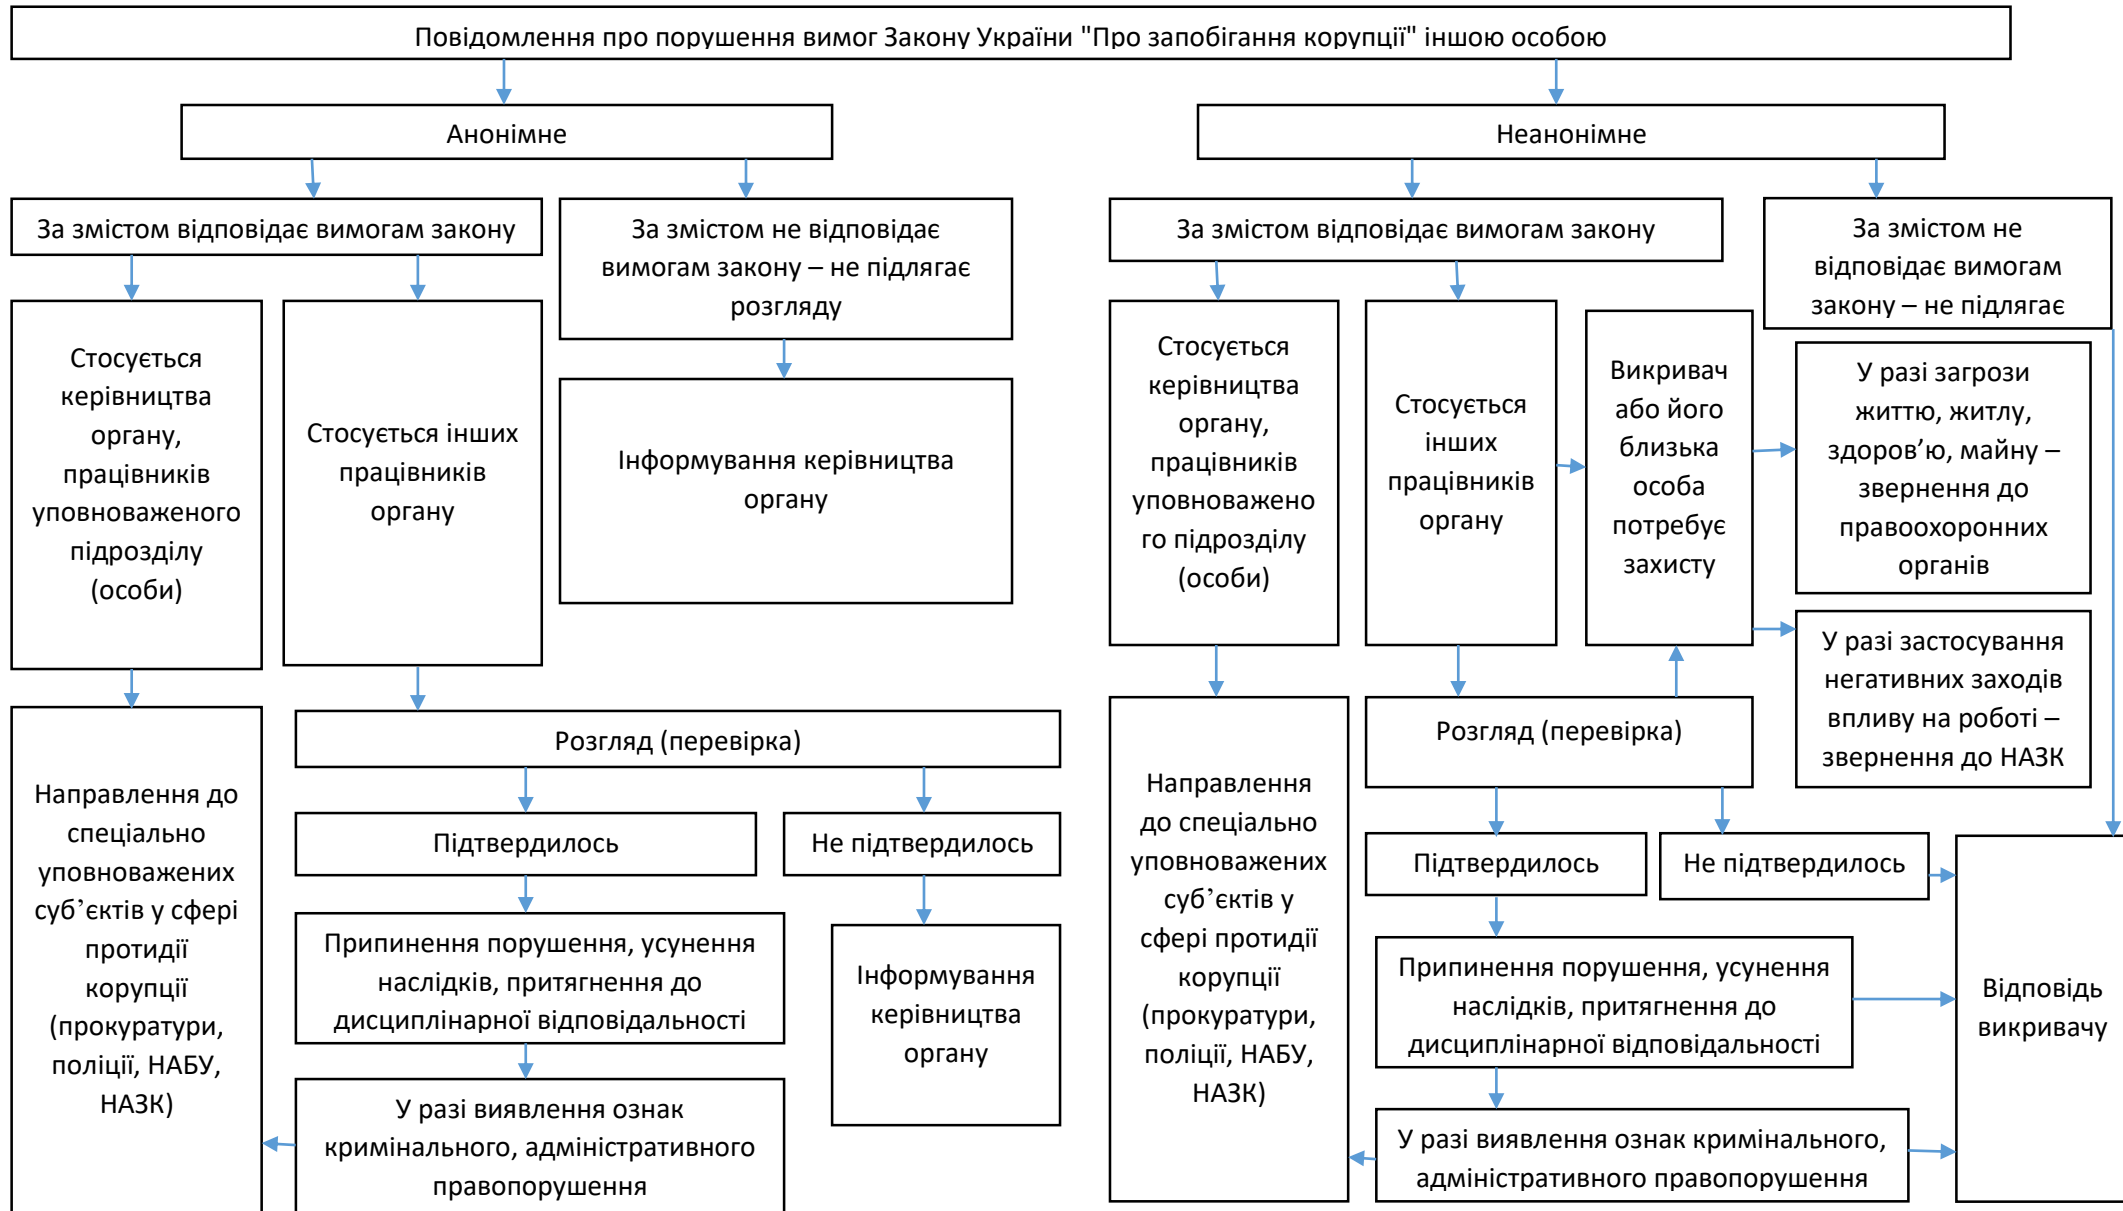 Повідомлення про порушення вимог Закону України "Про запобігання корупції" іншою особою
Анонімне
За змістом відповідає вимогам закону
За змістом не відповідає
вимогам закону – не підлягає
розгляду
Стосується
керівництва
органу,
працівників
уповноваженого
підрозділу
(особи)
Стосується інших
працівників
органу
Інформування керівництва
органу
Розгляд (перевірка)
Підтвердилось
Не підтвердилось
Припинення порушення, усунення
наслідків, притягнення до
дисциплінарної відповідальності
Інформування
керівництва
органу
У разі виявлення ознак
кримінального, адміністративного
правопорушення
Направлення до
спеціально
уповноважених
суб’єктів у сфері
протидії
корупції
(прокуратури,
поліції, НАБУ,
НАЗК)
Неанонімне
За змістом відповідає вимогам закону
За змістом не
відповідає вимогам
закону – не підлягає
Стосується
керівництва
органу,
працівників
уповноважено
го підрозділу
(особи)
Стосується
інших
працівників
органу
Викривач
або його
близька
особа
потребує
захисту
У разі загрози
життю, житлу,
здоров’ю, майну –
звернення до
правоохоронних
органів
У разі застосування
негативних заходів
впливу на роботі –
звернення до НАЗК
Розгляд (перевірка)
Підтвердилось
Не підтвердилось
Припинення порушення, усунення
наслідків, притягнення до
дисциплінарної відповідальності
У разі виявлення ознак кримінального,
адміністративного правопорушення
Направлення
до спеціально
уповноважених
суб’єктів у
сфері протидії
корупції
(прокуратури,
поліції, НАБУ,
НАЗК)
Відповідь
викривачу